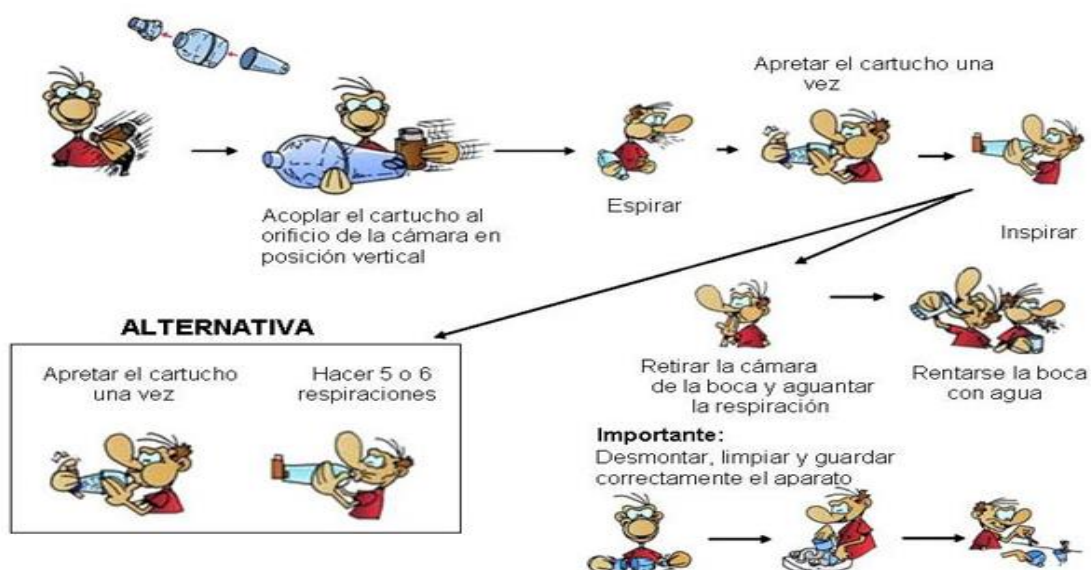 Apretar el cartucho una
vez
Acoplar el cartucho al
orificio de la cámara en
posición vertical
Espirar
Inspirar
ALTERNATIVA
Apretar el cartucho
una vez
Hacer 5 o 6
respiraciones
Retirar la cámara
de la boca y aguantar
la respiración
Rentarse la boca
con agua
Importante:
Desmontar, limpiar y guardar
correctamente el aparato